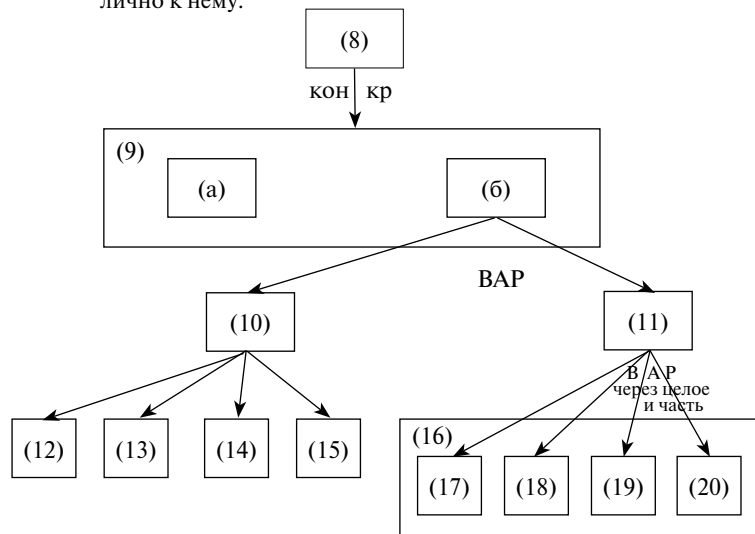 лично к нему.
(8)
кон кр
(9)
(а) (б)
ВАР
(10) (11)
В АР
через целое
и часть
(12) (13) (14) (15) (16)
(17) (18) (19) (20)